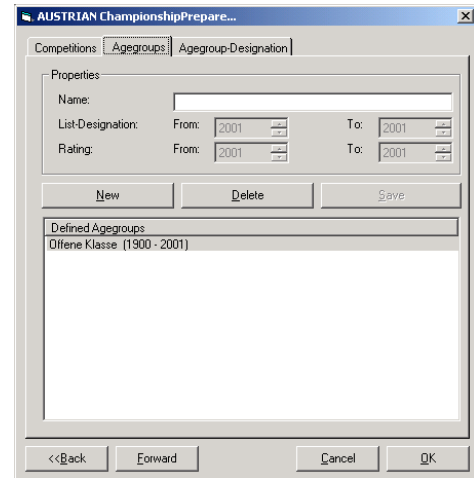 AUSTRIAN ChampionshipPrepare...
Competitions Agegroups Agegroup-Designation
Properties
Name:
List-Designation: From: 2001 To: 2001
Rating: From: 2001 To: 2001
New Delete Save
Defined Agegroups
Offene Klasse (1900 - 2001)
<<Back Forward Cancel OK